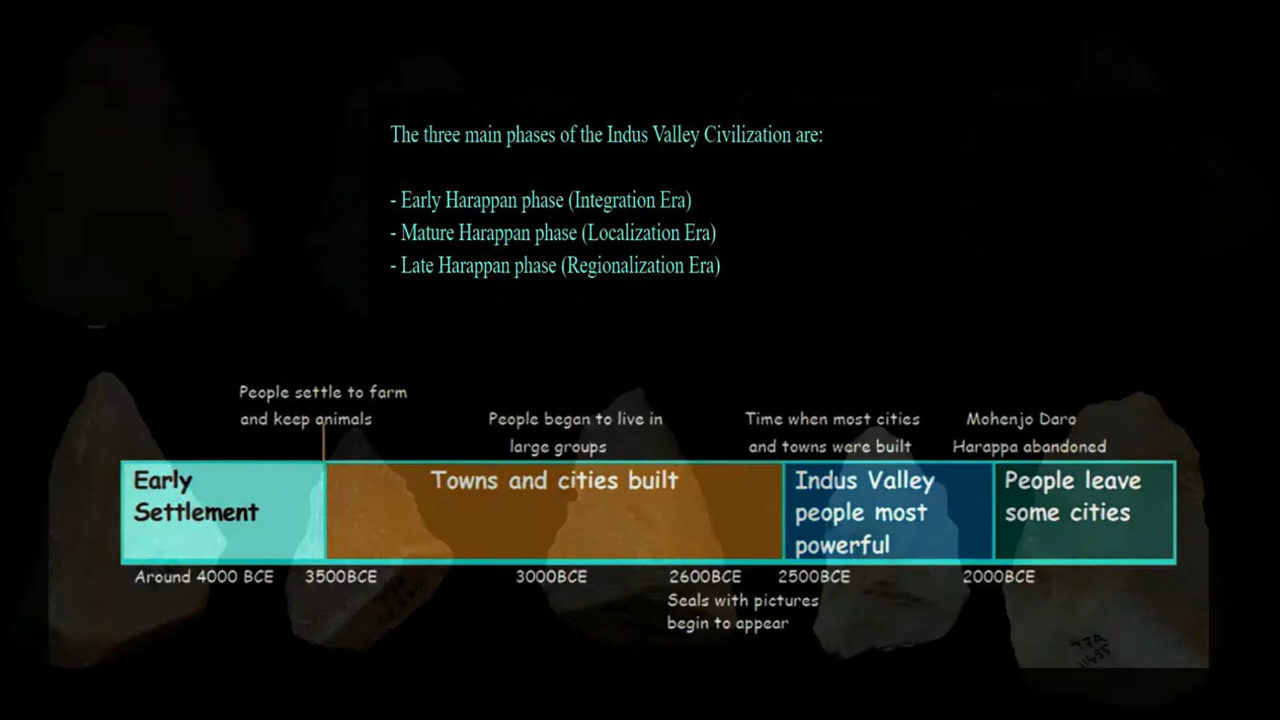 The three main phases of the Indus Valley Civilization are:
- Early Harappan phase (Integration Era)
- Mature Harappan phase (Localization Era)
- Late Harappan phase (Regionalization Era)
People settle to farm
and keep animals
People began to live in
large groups
Time when most cities
and towns were built
Mohenjo Daro
Harappa abandoned
Early
Settlement
Towns and cities built
Indus Valley
people most
powerful
People leave
some cities
Around 4000 BCE
3500BCE
3000BCE
2600BCE
2500BCE
2000BCE
Seals with pictures
begin to appear